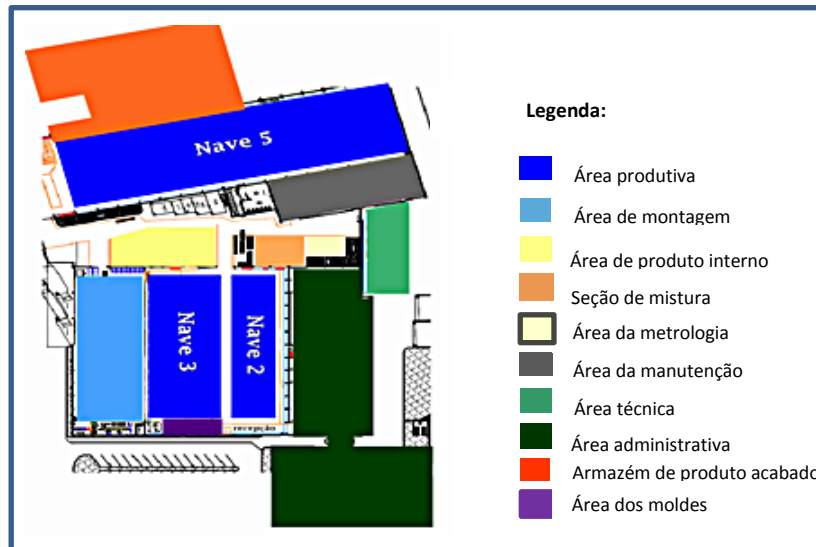 Nave 5
Nave 3
Nave 2
recepção
Legenda:
Área produtiva
Área de montagem
Área de produto interno
Seção de mistura
Área da metrologia
Área da manutenção
Área técnica
Área administrativa
Armazém de produto acabado
Área dos moldes